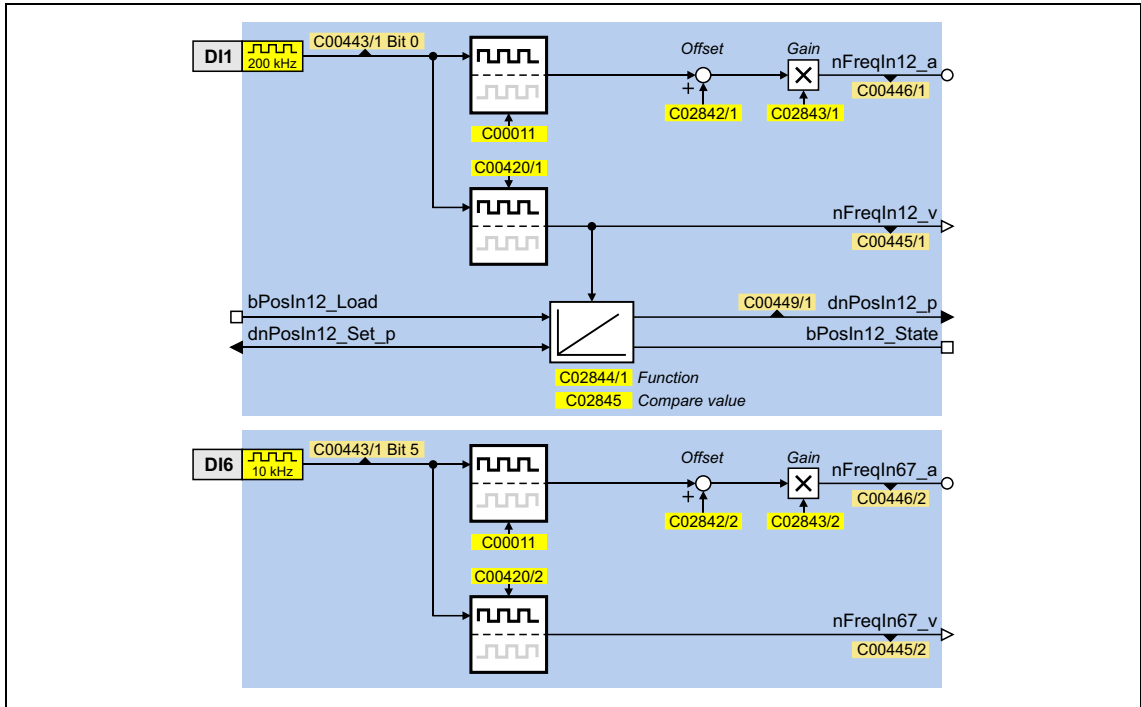 DI1
200 kHz
C00443/1 Bit 0
C00011
Offset
+
C02842/1
Gain
C02843/1
nFreqIn12_a
C00446/1
C00420/1
nFreqIn12_v
C00445/1
bPosIn12_Load
dnPosIn12_Set_p
C00449/1
dnPosIn12_p
bPosIn12_State
C02844/1 Function
C02845 Compare value
DI6
10 kHz
C00443/1 Bit 5
C00011
Offset
+
C02842/2
Gain
C02843/2
nFreqIn67_a
C00446/2
C00420/2
nFreqIn67_v
C00445/2